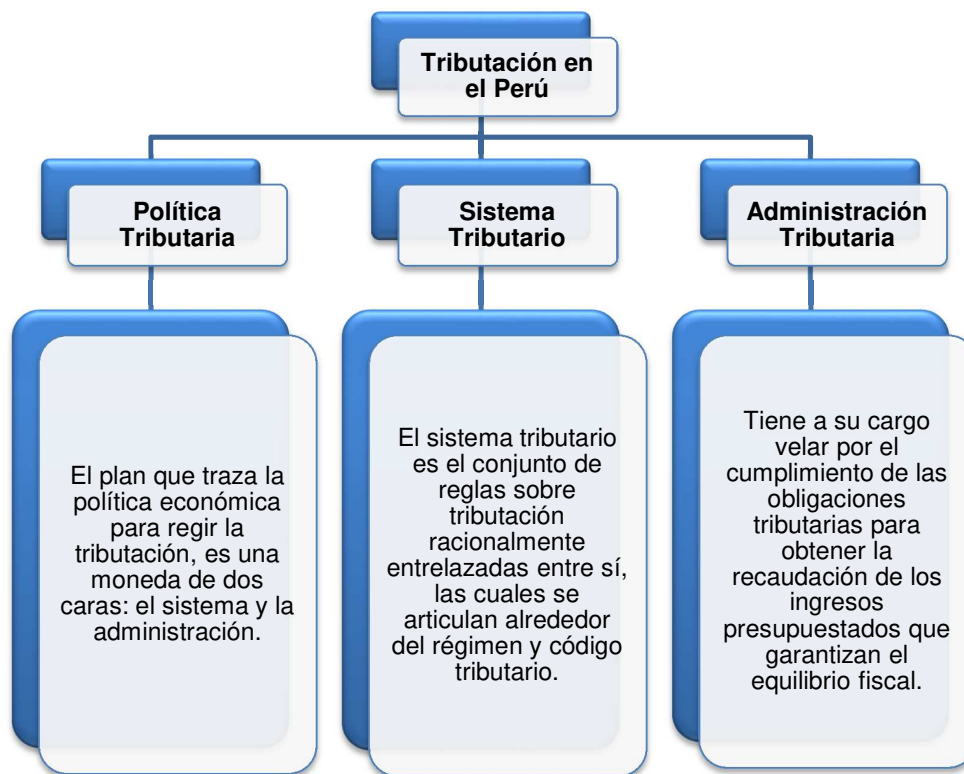 Tributación en
el Perú
Política
Tributaria
Sistema
Tributario
Administración
Tributaria
El plan que traza la
política económica
para regir la
tributación, es una
moneda de dos
caras: el sistema y la
administración.
El sistema tributario
es el conjunto de
reglas sobre
tributación
racionalmente
entrelazadas entre sí,
las cuales se
articulan alrededor
del régimen y código
tributario.
Tiene a su cargo
velar por el
cumplimiento de las
obligaciones
tributarias para
obtener la
recaudación de los
ingresos
presupuestados que
garantizan el
equilibrio fiscal.